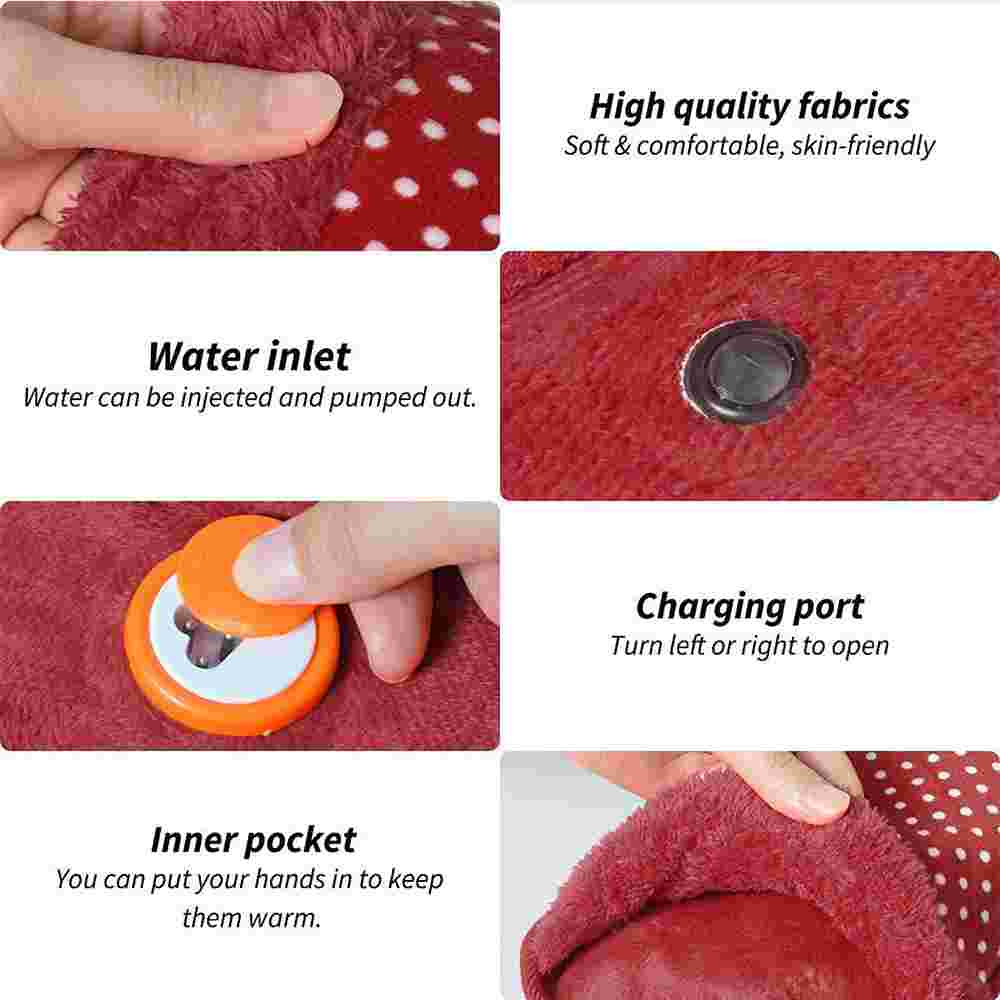 High quality fabrics
Soft & comfortable, skin-friendly
Water inlet
Water can be injected and pumped out.
Charging port
Turn left or right to open
Inner pocket
You can put your hands in to keep
them warm.